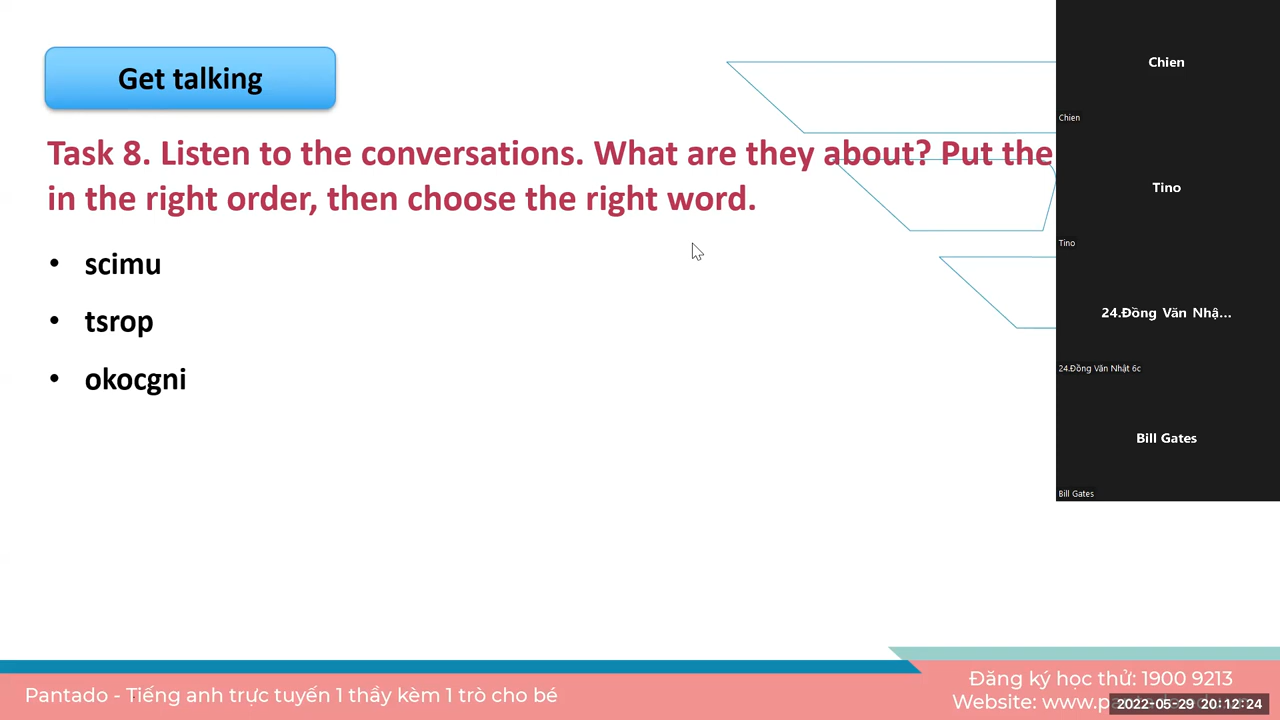 Get talking
Task 8. Listen to the conversations. What are they about? Put the
in the right order, then choose the right word.
• scimu
• tsrop
• okocgni
Chien
Chien
Tino
Tino
24.Đồng Văn Nhậ...
24.Đồng Văn Nhật 6c
Bill Gates
Bill Gates
Pantado - Tiếng anh trực tuyến 1 thầy kèm 1 trò cho bé
Đăng ký học thử: 1900 9213
Website:
2022-05-29 20:12:24